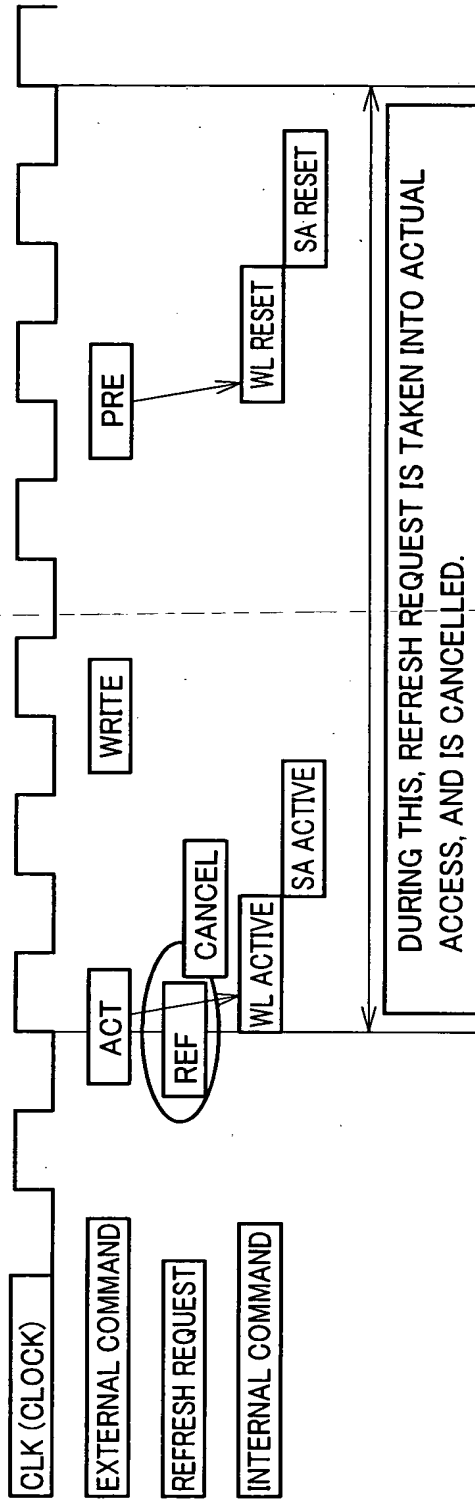 CLK (CLOCK)
EXTERNAL COMMAND
ACT
WRITE
PRE
REFRESH REQUEST
REF
CANCEL
INTERNAL COMMAND
WL ACTIVE
WL RESET
SA ACTIVE
SA RESET
DURING THIS, REFRESH REQUEST IS TAKEN INTO ACTUAL
ACCESS, AND IS CANCELLED.